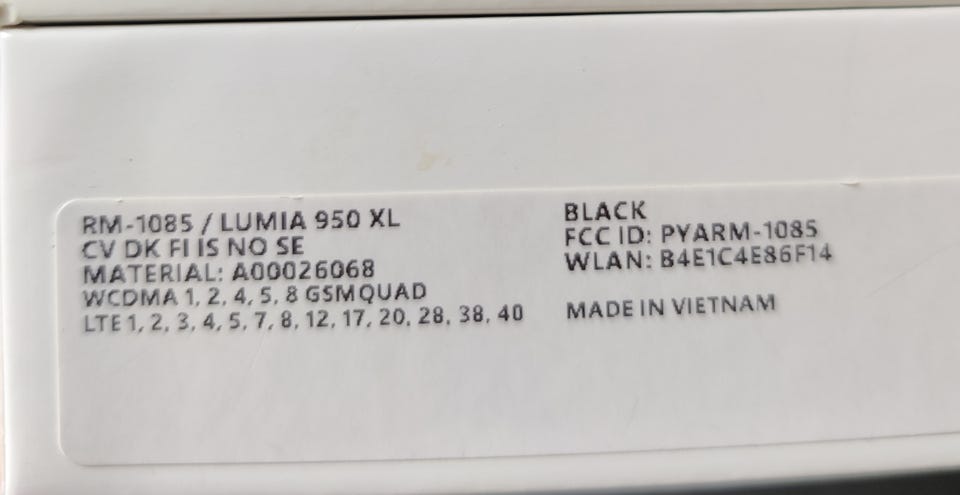 RM-1085 / LUMIA 950 XL
CV DK FI IS NO SE
MATERIAL: A00026068
WCDMA 1, 2, 4, 5, 8 GSM QUAD
LTE 1, 2, 3, 4, 5, 7, 8, 12, 17, 20, 28, 38, 40
BLACK
FCC ID: PYARM-1085
WLAN: B4E1C4E86F14
MADE IN VIETNAM